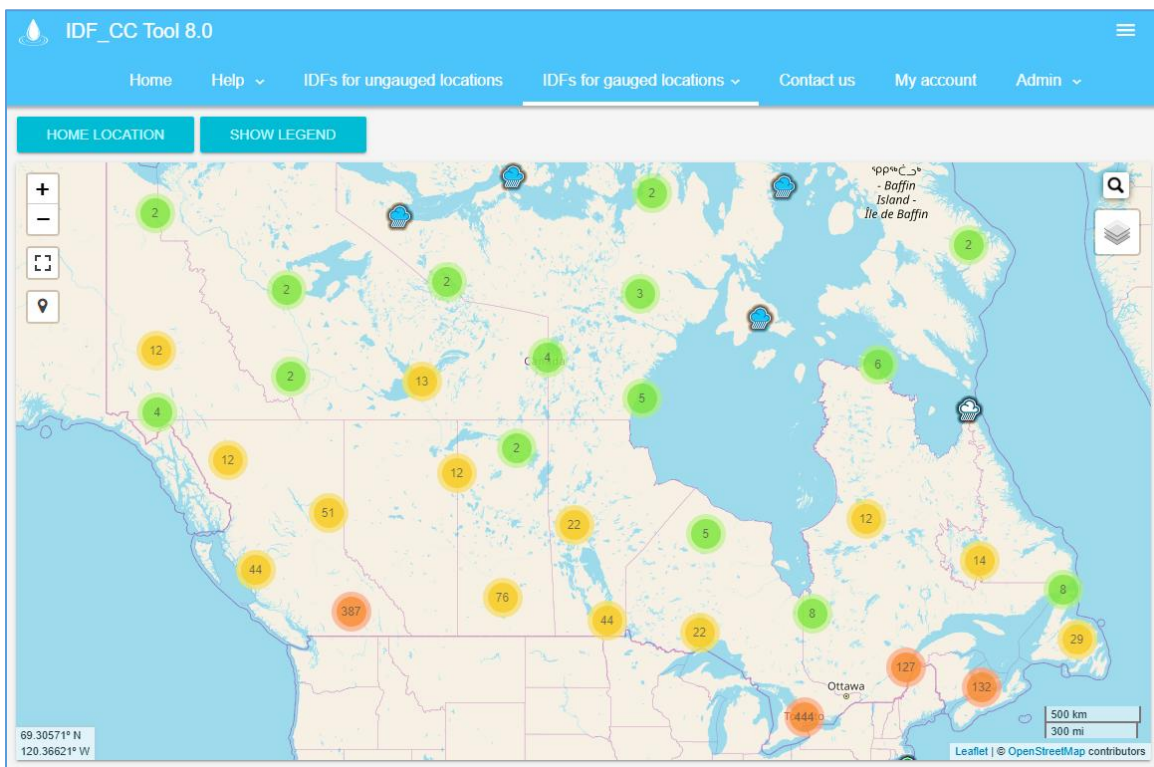 IDF_CC Tool 8.0
Home Help IDFs for ungauged locations IDFs for gauged locations Contact us My account Admin
HOME LOCATION SHOW LEGEND
- Baffin
Island -
Île de Baffin
+
−
2
2
2
2
2
3
12
4
6
2
13
4
5
12
2
12
51
22
12
5
44
14
76
8
387
44
8
22
29
127
Ottawa
132
444
500 km
300 mi
69.30571° N
120.36621° W
Leaflet | © OpenStreetMap contributors